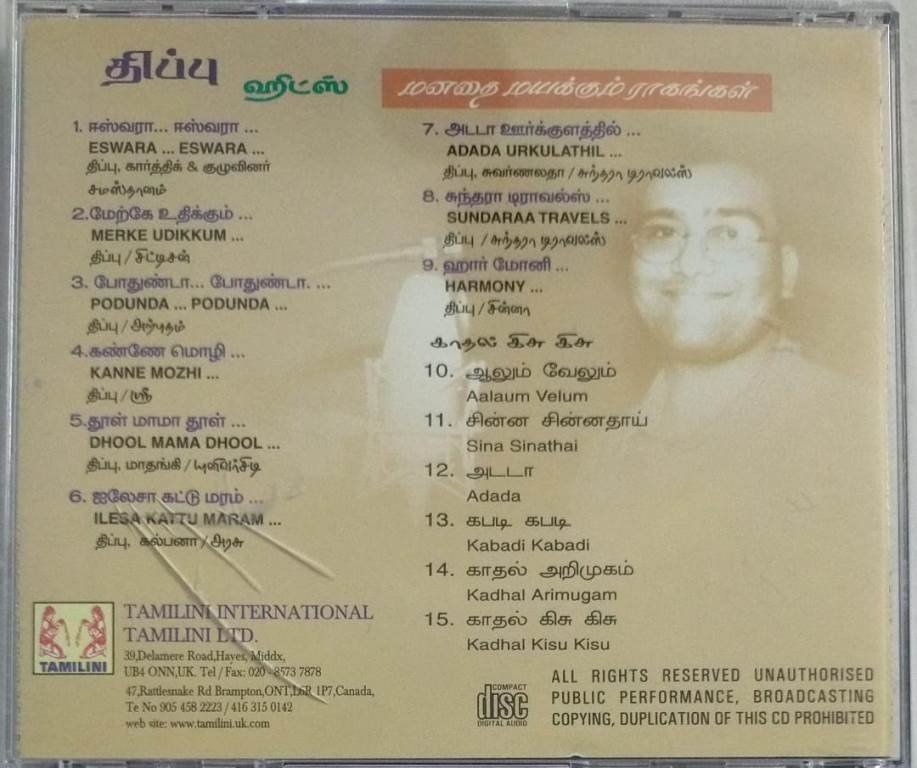 திப்பு
ஹிட்ஸ்
மனதை மயக்கும் ராகங்கள்
1. ஈஸ்வரா... ஈஸ்வரா ...
ESWARA ... ESWARA ...
திப்பு, கார்த்திக் & குழுவினர்
சமஸ்தானம்
2.மேற்கே உதிக்கும் ...
MERKE UDIKKUM ...
திப்பு / சிட்டிசன்
3. போதுண்டா... போதுண்டா. ...
PODUNDA ... PODUNDA ...
திப்பு / அற்புதம்
4.கண்ணே மொழி ...
KANNE MOZHI ...
திப்பு / ஸ்ரீ
5.தூள் மாமா தூள் ...
DHOOL MAMA DHOOL ...
திப்பு, மாதங்கி / யுனிவர்சிடி
6. ஐலேசா கட்டு மரம் ...
ILESA KATTU MARAM ...
திப்பு, கல்பனா / அரசு
7. அடடா ஊர்க்குளத்தில் ...
ADADA URKULATHIL ...
திப்பு, சுவர்ணலதா / சுந்தரா டிராவல்ஸ்
8. சுந்தரா டிராவல்ஸ் ...
SUNDARAA TRAVELS ...
திப்பு / சுந்தரா டிராவல்ஸ்
9. ஹார் மோனி ...
HARMONY ...
திப்பு / சின்னா
காதல் கிசு கிசு
10. ஆலும் வேலும்
Aalaum Velum
11. சின்ன சின்னதாய்
Sina Sinathai
12. அடடா
Adada
13. கபடி கபடி
Kabadi Kabadi
14. காதல் அறிமுகம்
Kadhal Arimugam
15. காதல் கிசு கிசு
Kadhal Kisu Kisu
TAMILINI
TAMILINI INTERNATIONAL
TAMILINI LTD.
39,Delamere Road,Hayes, Middx,
UB4 ONN,UK. Tel / Fax: 020 - 8573 7878
47,Rattlesnake Rd Brampton,ONT,L6R 1P7,Canada,
Te No 905 458 2223 / 416 315 0142
web site: www.tamilini.uk.com
COMPACT
disc
DIGITAL AUDIO
ALL RIGHTS RESERVED UNAUTHORISED
PUBLIC PERFORMANCE, BROADCASTING
COPYING, DUPLICATION OF THIS CD PROHIBITED